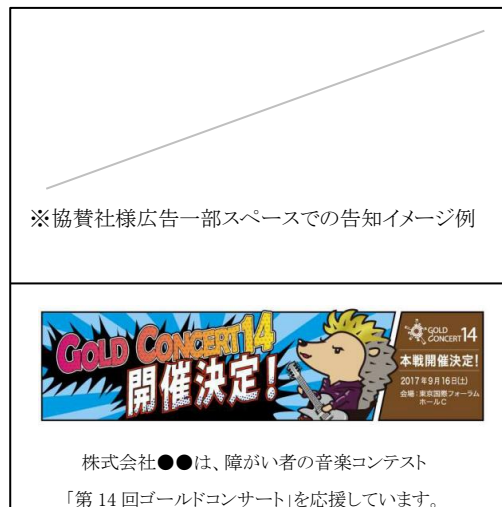 ※協賛社様広告一部スペースでの告知イメージ例
GOLD CONCERT 14
開催決定!
GOLD
CONCERT 14
本戦開催決定!
2017年9月16日(土)
会場:東京国際フォーラム
ホールC
株式会社●●は、障がい者の音楽コンテスト
「第 14 回ゴールドコンサート」を応援しています。